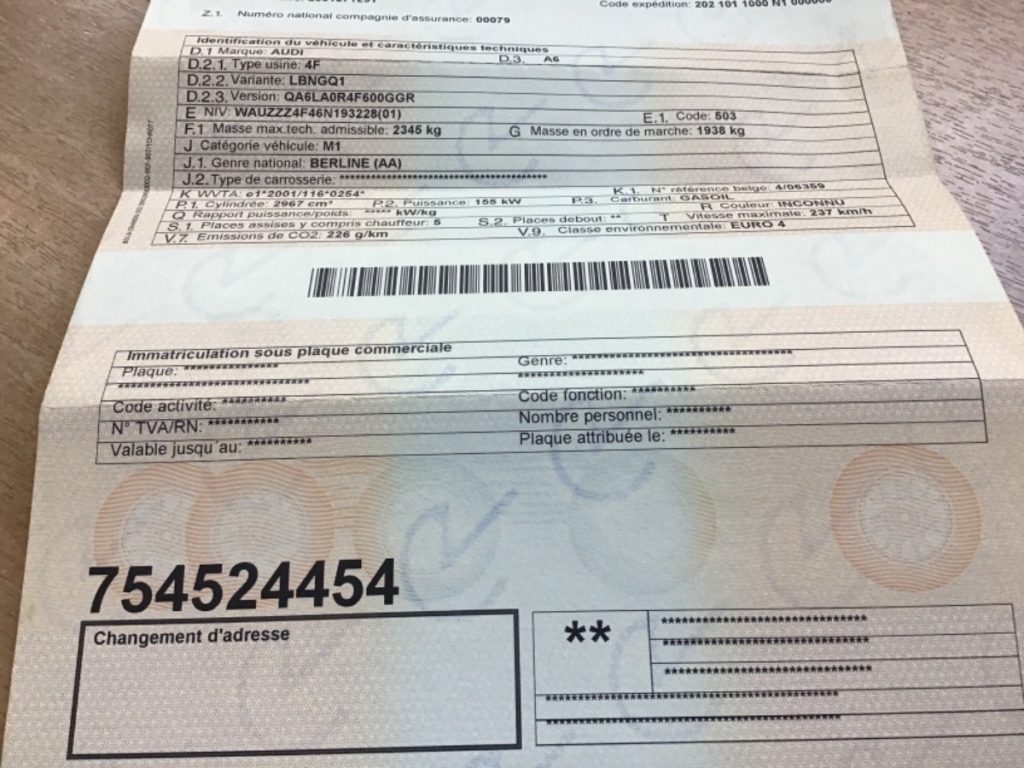 Code expédition: 202 101 1000 N1
Z.1. Numéro national compagnie d'assurance: 00079
Identification du véhicule et caractéristiques techniques
D.1 Marque: AUDI D.3. A6
D.2.1. Type usine: 4F
D.2.2. Variante: LBNGQ1
D.2.3. Version: QA6LA0R4F600GGR
E NIV: WAUZZZ4F46N193228(01) E.1. Code: 503
F.1 Masse max.tech. admissible: 2345 kg G Masse en ordre de marche: 1938 kg
J Catégorie véhicule: M1
J.1. Genre national: BERLINE (AA)
J.2. Type de carrosserie: ******************************
K WVTA: e1*2001/116*0254* K.1. N° référence belge: 4/06359
P.1. Cylindrée: 2967 cm³ P.2. Puissance: 155 kW P.3. Carburant: GASOIL
Q Rapport puissance/poids: ***** kW/kg R Couleur: INCONNU
S.1. Places assises y compris chauffeur: 5 S.2. Places debout: ** T Vitesse maximale: 237 km/h
V.7. Emissions de CO2: 226 g/km V.9. Classe environnementale: EURO 4
Immatriculation sous plaque commerciale
Plaque: *************** Genre: ***********************************
****************************** ********************
Code activité: ********** Code fonction: **********
N° TVA/RN: *********** Nombre personnel: **********
Valable jusqu´au: ********** Plaque attribuée le: **********
754524454
Changement d'adresse
**
********************************
********************************
********************************
*********************************************
*********************************************